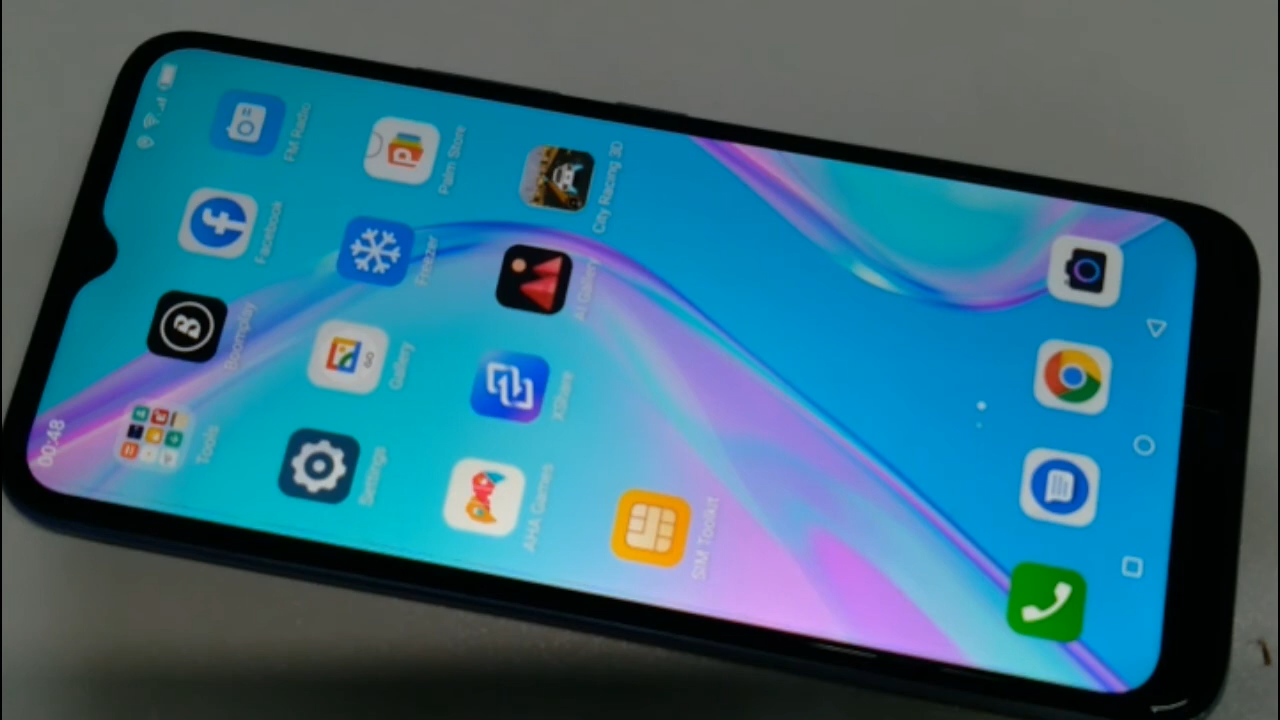 00:48
Tools
Boomplay
Facebook
FM Radio
Settings
Gallery
GO
Freezer
Palm Store
AHA Games
XShare
AI Gallery
City Racing 3D
SIM Toolkit